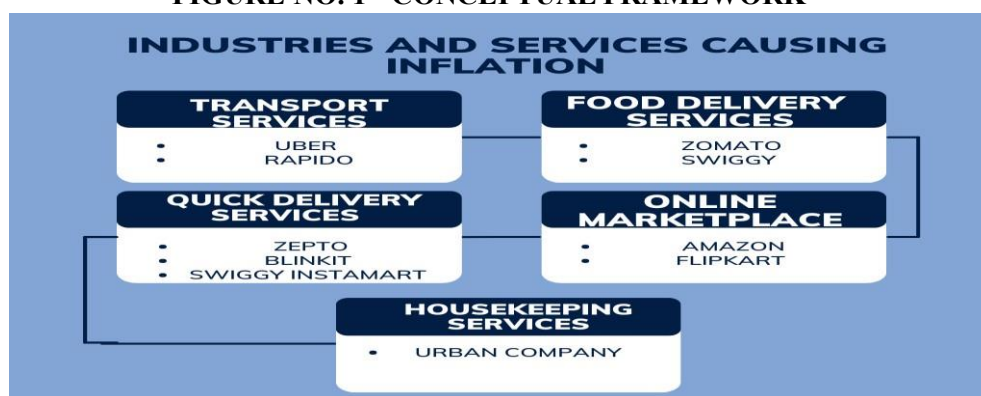 FIGURE NO. 1 CONCEPTUAL FRAMEWORK
INDUSTRIES AND SERVICES CAUSING
INFLATION
TRANSPORT
SERVICES
• UBER
• RAPIDO
FOOD DELIVERY
SERVICES
• ZOMATO
• SWIGGY
QUICK DELIVERY
SERVICES
• ZEPTO
• BLINKIT
• SWIGGY INSTAMART
ONLINE
MARKETPLACE
• AMAZON
• FLIPKART
HOUSEKEEPING
SERVICES
• URBAN COMPANY